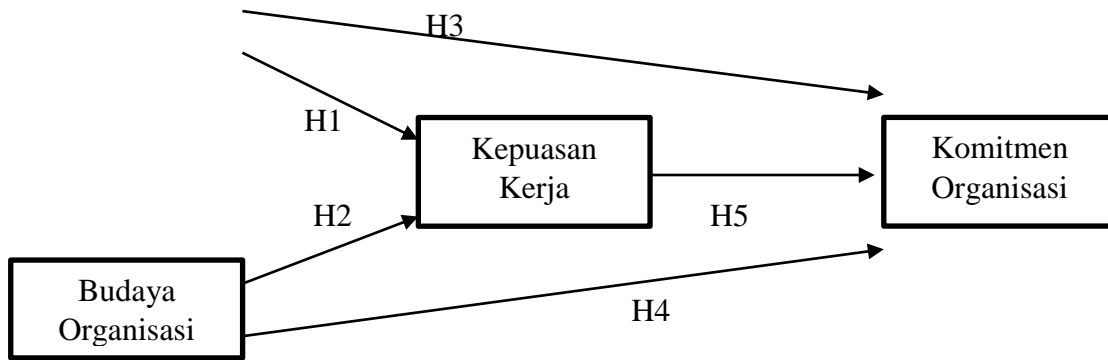 H3
H1
Kepuasan
Kerja
Komitmen
Organisasi
H2
H5
Budaya
Organisasi
H4